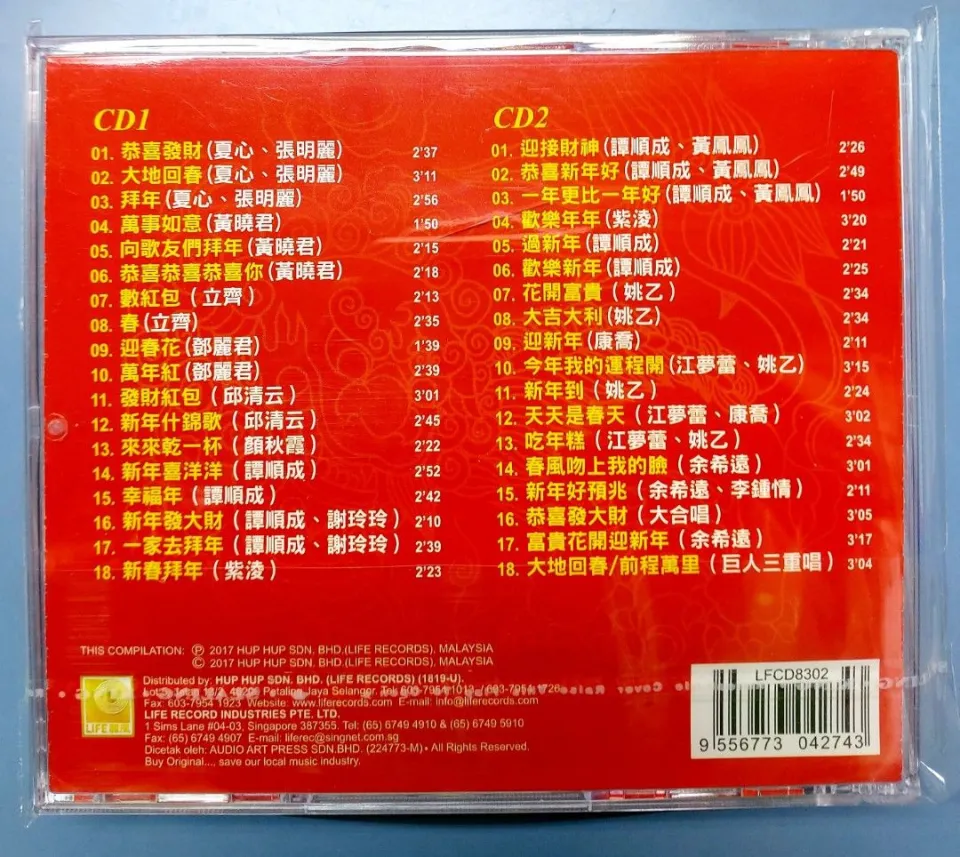 CD1
01. 恭喜發財(夏心、張明麗) 2'37
02. 大地回春(夏心、張明麗) 3'11
03. 拜年(夏心、張明麗) 2'56
04. 萬事如意(黃曉君) 1'50
05. 向歌友們拜年(黃曉君) 2'15
06. 恭喜恭喜恭喜你(黃曉君) 2'18
07. 數紅包(立齊) 2'13
08. 春(立齊) 2'35
09. 迎春花(鄧麗君) 1'39
10. 萬年紅(鄧麗君) 2'39
11. 發財紅包(邱清云) 3'01
12. 新年什錦歌(邱清云) 2'45
13. 來來乾一杯(顏秋霞) 2'22
14. 新年喜洋洋(譚順成) 2'52
15. 幸福年(譚順成) 2'42
16. 新年發大財(譚順成、謝玲玲) 2'10
17. 一家去拜年(譚順成、謝玲玲) 2'39
18. 新春拜年(紫淩) 2'23
CD2
01. 迎接財神(譚順成、黃鳳鳳) 2'26
02. 恭喜新年好(譚順成、黃鳳鳳) 2'49
03. 一年更比一年好(譚順成、黃鳳鳳) 1'50
04. 歡樂年年(紫淩) 3'20
05. 過新年(譚順成) 2'21
06. 歡樂新年(譚順成) 2'25
07. 花開富貴(姚乙) 2'34
08. 大吉大利(姚乙) 2'34
09. 迎新年(康喬) 2'11
10. 今年我的運程開(江夢蕾、姚乙) 3'15
11. 新年到(姚乙) 2'24
12. 天天是春天(江夢蕾、康喬) 3'02
13. 吃年糕(江夢蕾、姚乙) 2'34
14. 春風吻上我的臉(余希遠) 3'01
15. 新年好預兆(余希遠、李鍾情) 2'11
16. 恭喜發大財(大合唱) 3'05
17. 富貴花開迎新年(余希遠) 3'17
18. 大地回春/前程萬里(巨人三重唱) 3'04
THIS COMPILATION: ℗ 2017 HUP HUP SDN. BHD.(LIFE RECORDS), MALAYSIA
© 2017 HUP HUP SDN. BHD.(LIFE RECORDS), MALAYSIA
Distributed by: HUP HUP SDN. BHD. (LIFE RECORDS) (1819-U).
Petaling Jaya Selangor.
Fax: 603-7954 1923 Website: www.liferecords.com E-mail: info@liferecords.com
LIFE RECORD INDUSTRIES PTE. LTD.
1 Sims Lane #04-03, Singapore 387355. Tel: (65) 6749 4910 & (65) 6749 5910
Fax: (65) 6749 4907 E-mail: liferec@singnet.com.sg
Dicetak oleh: AUDIO ART PRESS SDN.BHD. (224773-M) • All Rights Reserved.
Buy Original..., save our local music industry.
LIFE
LFCD8302
9 556773 042743